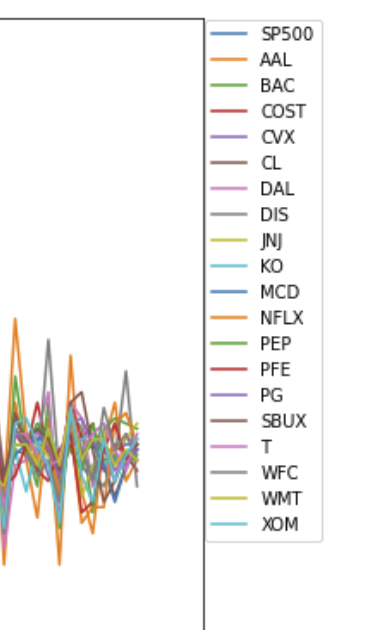 SP500
AAL
BAC
COST
CVX
CL
DAL
DIS
JNJ
KO
MCD
NFLX
PEP
PFE
PG
SBUX
T
WFC
WMT
XOM